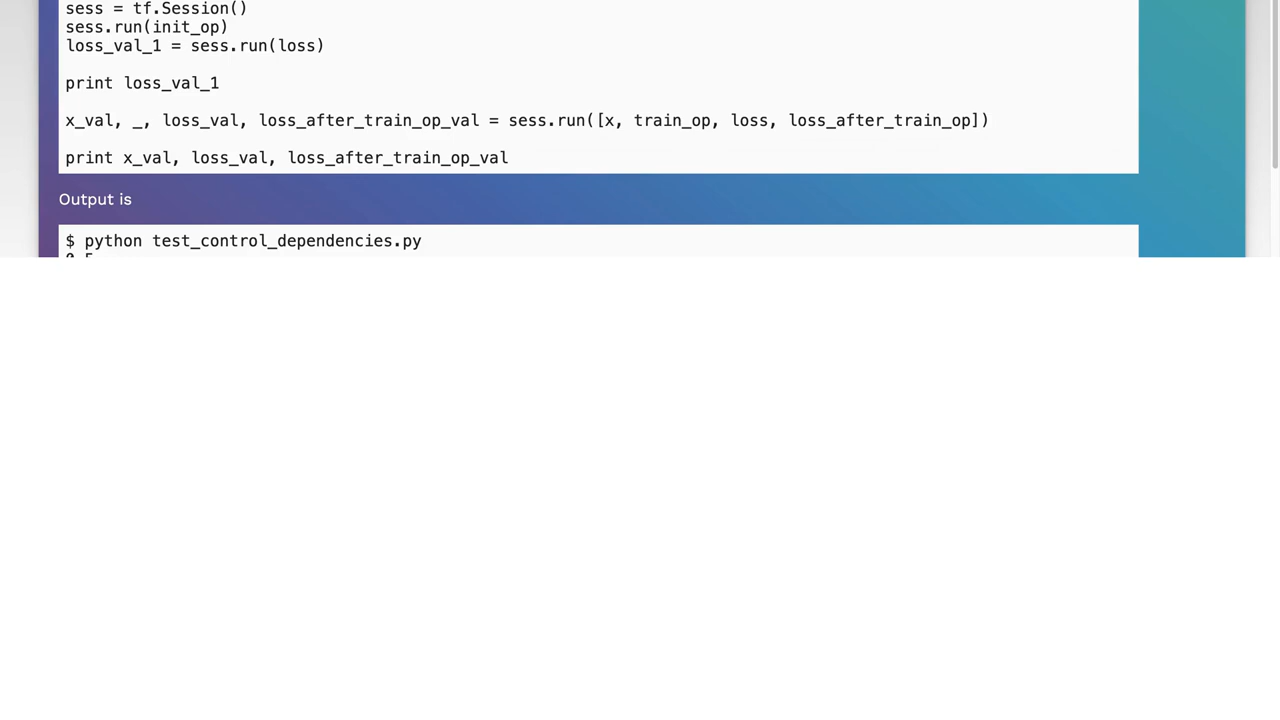 sess = tf.Session()
sess.run(init_op)
loss_val_1 = sess.run(loss)
print loss_val_1
x_val, _, loss_val, loss_after_train_op_val = sess.run([x, train_op, loss, loss_after_train_op])
print x_val, loss_val, loss_after_train_op_val
Output is
$ python test_control_dependencies.py